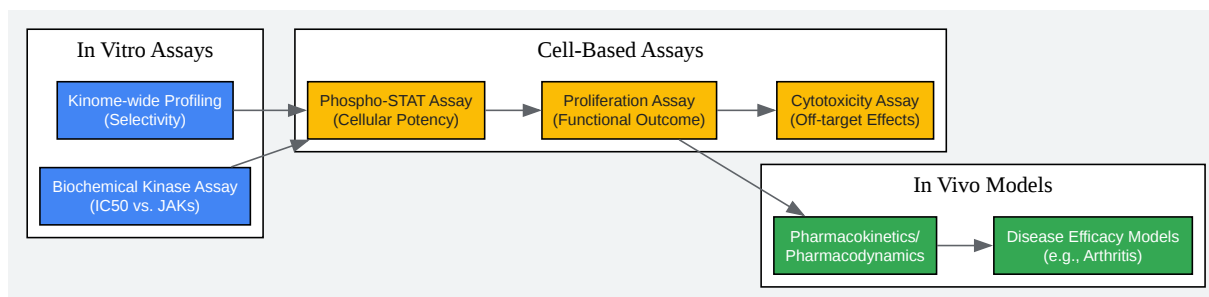 In Vitro Assays
Kinome-wide Profiling
(Selectivity)
Biochemical Kinase Assay
(IC50 vs. JAKs)
Cell-Based Assays
Phospho-STAT Assay
(Cellular Potency)
Proliferation Assay
(Functional Outcome)
Cytotoxicity Assay
(Off-target Effects)
In Vivo Models
Pharmacokinetics/
Pharmacodynamics
Disease Efficacy Models
(e.g., Arthritis)